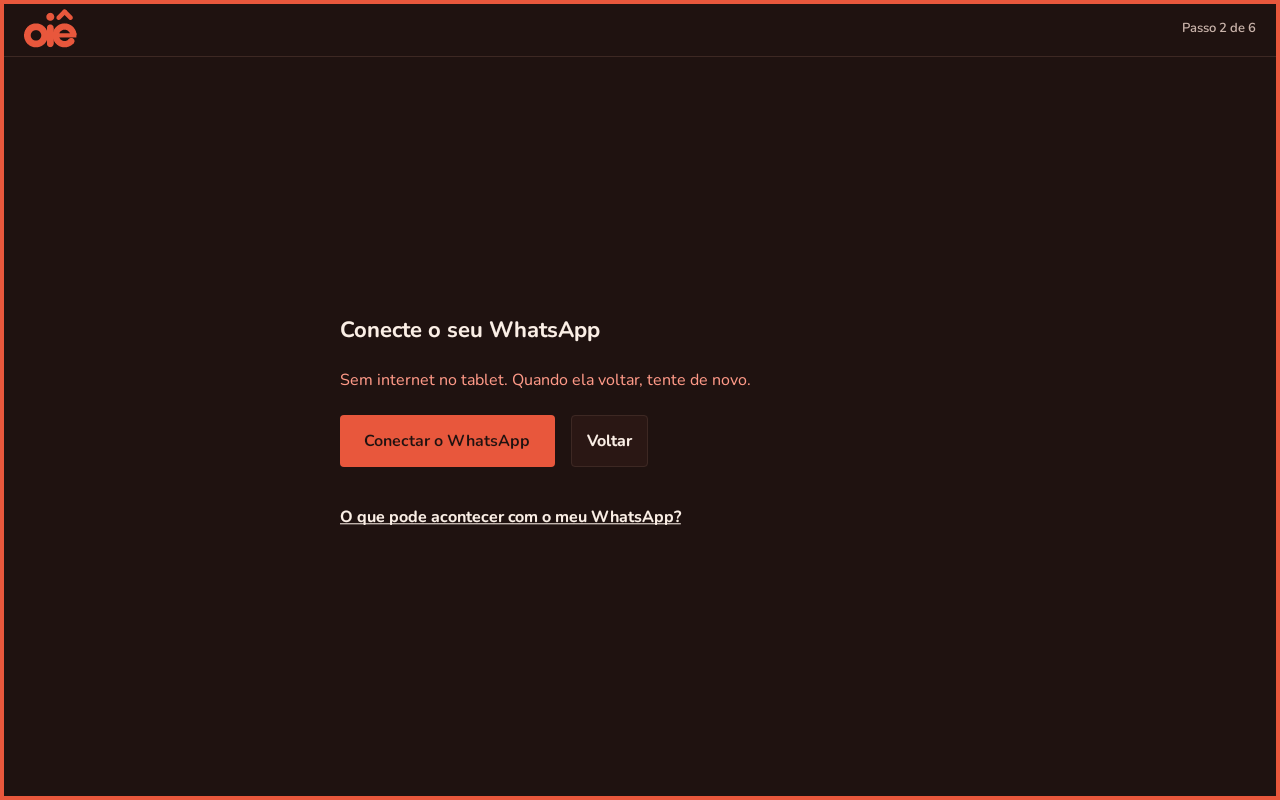 oiê
Passo 2 de 6
Conecte o seu WhatsApp
Sem internet no tablet. Quando ela voltar, tente de novo.
Conectar o WhatsApp
Voltar
O que pode acontecer com o meu WhatsApp?